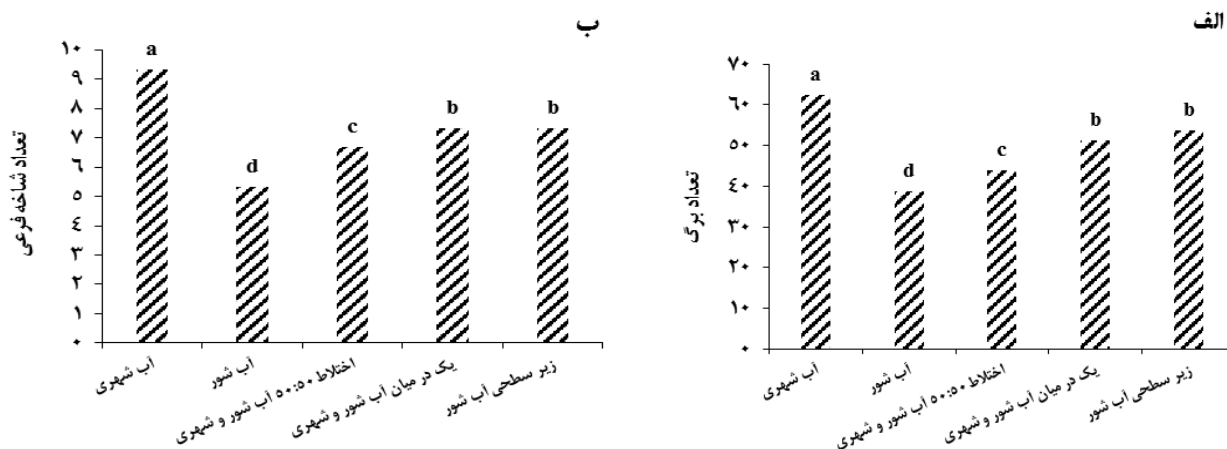 الف
تعداد برگ
۷۰
۶۰
۵۰
۴۰
۳۰
۲۰
۱۰
۰
a
d
c
b
b
آب شهری
آب شور
اختلاط ۵۰:۵۰ آب شور و شهری
یک در میان آب شور و شهری
زیر سطحی آب شور
ب
تعداد شاخه فرعی
۱۰
۹
۸
۷
۶
۵
۴
۳
۲
۱
۰
a
d
c
b
b
آب شهری
آب شور
اختلاط ۵۰:۵۰ آب شور و شهری
یک در میان آب شور و شهری
زیر سطحی آب شور